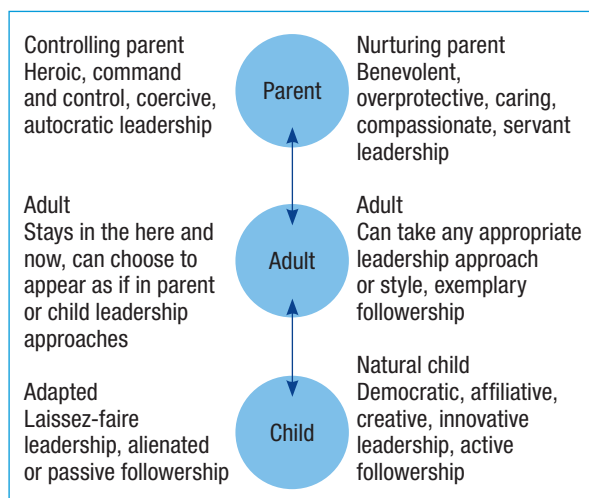 Controlling parent
Heroic, command
and control, coercive,
autocratic leadership
Parent
Nurturing parent
Benevolent,
overprotective, caring,
compassionate, servant
leadership
Adult
Stays in the here and
now, can choose to
appear as if in parent
or child leadership
approaches
Adult
Adult
Can take any appropriate
leadership approach
or style, exemplary
followership
Adapted
Laissez-faire
leadership, alienated
or passive followership
Child
Natural child
Democratic, affiliative,
creative, innovative
leadership, active
followership